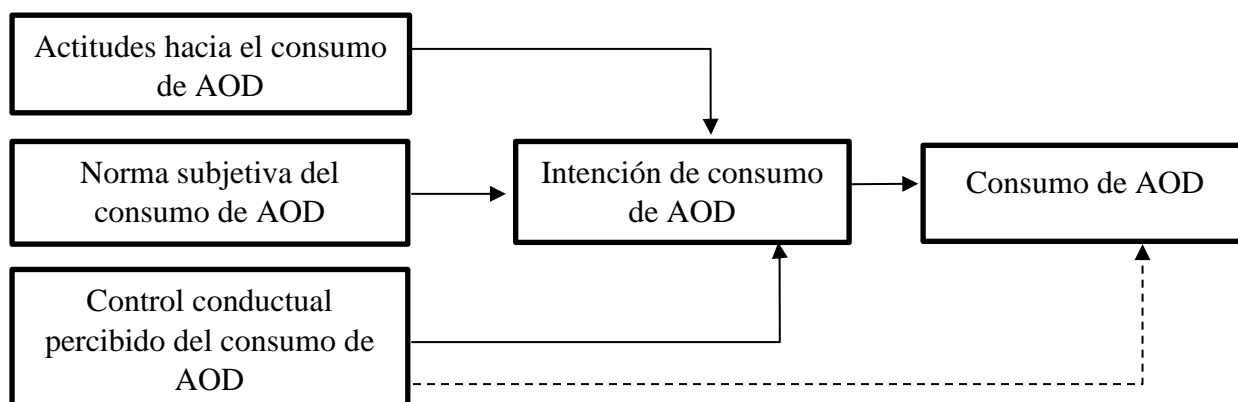 Actitudes hacia el consumo
de AOD
Norma subjetiva del
consumo de AOD
Intención de consumo
de AOD
Consumo de AOD
Control conductual
percibido del consumo de
AOD